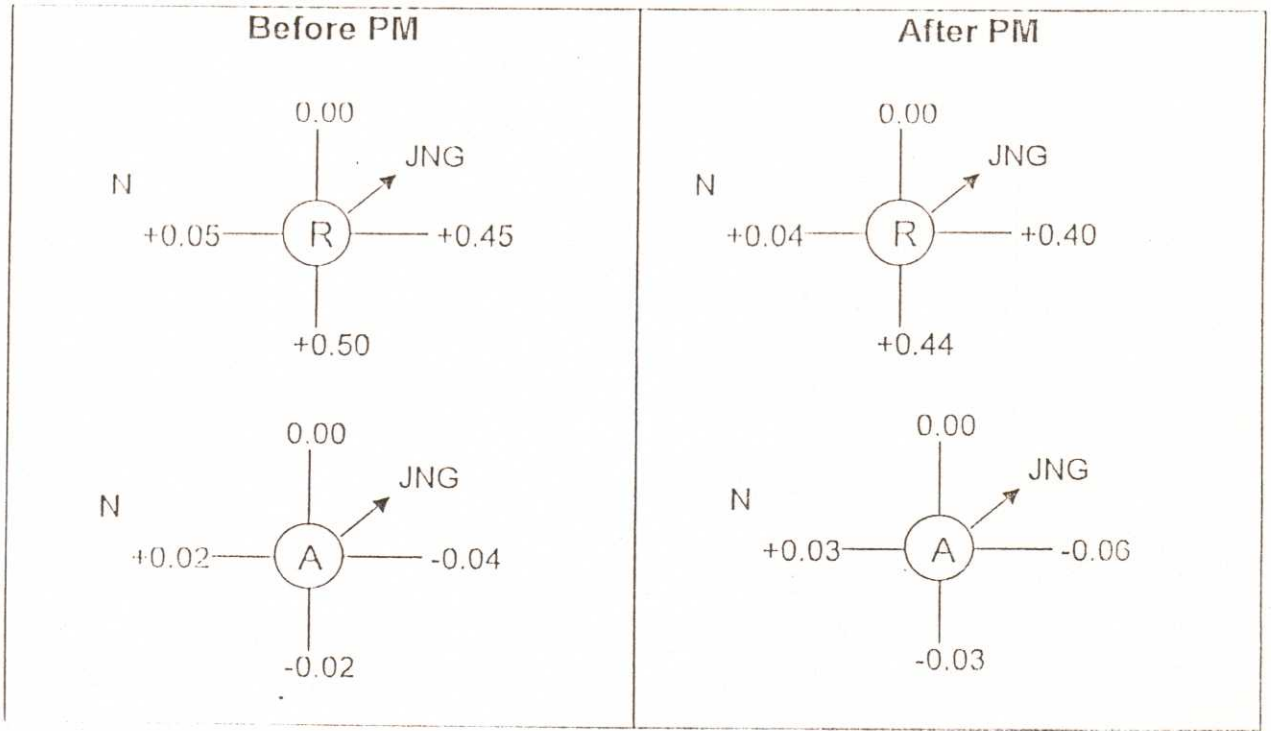 Before PM
0.00
JNG
N
+0.05
R
+0.45
+0.50
0.00
JNG
N
+0.02
A
-0.04
-0.02
After PM
0.00
JNG
N
+0.04
R
+0.40
+0.44
0.00
JNG
N
+0.03
A
-0.06
-0.03